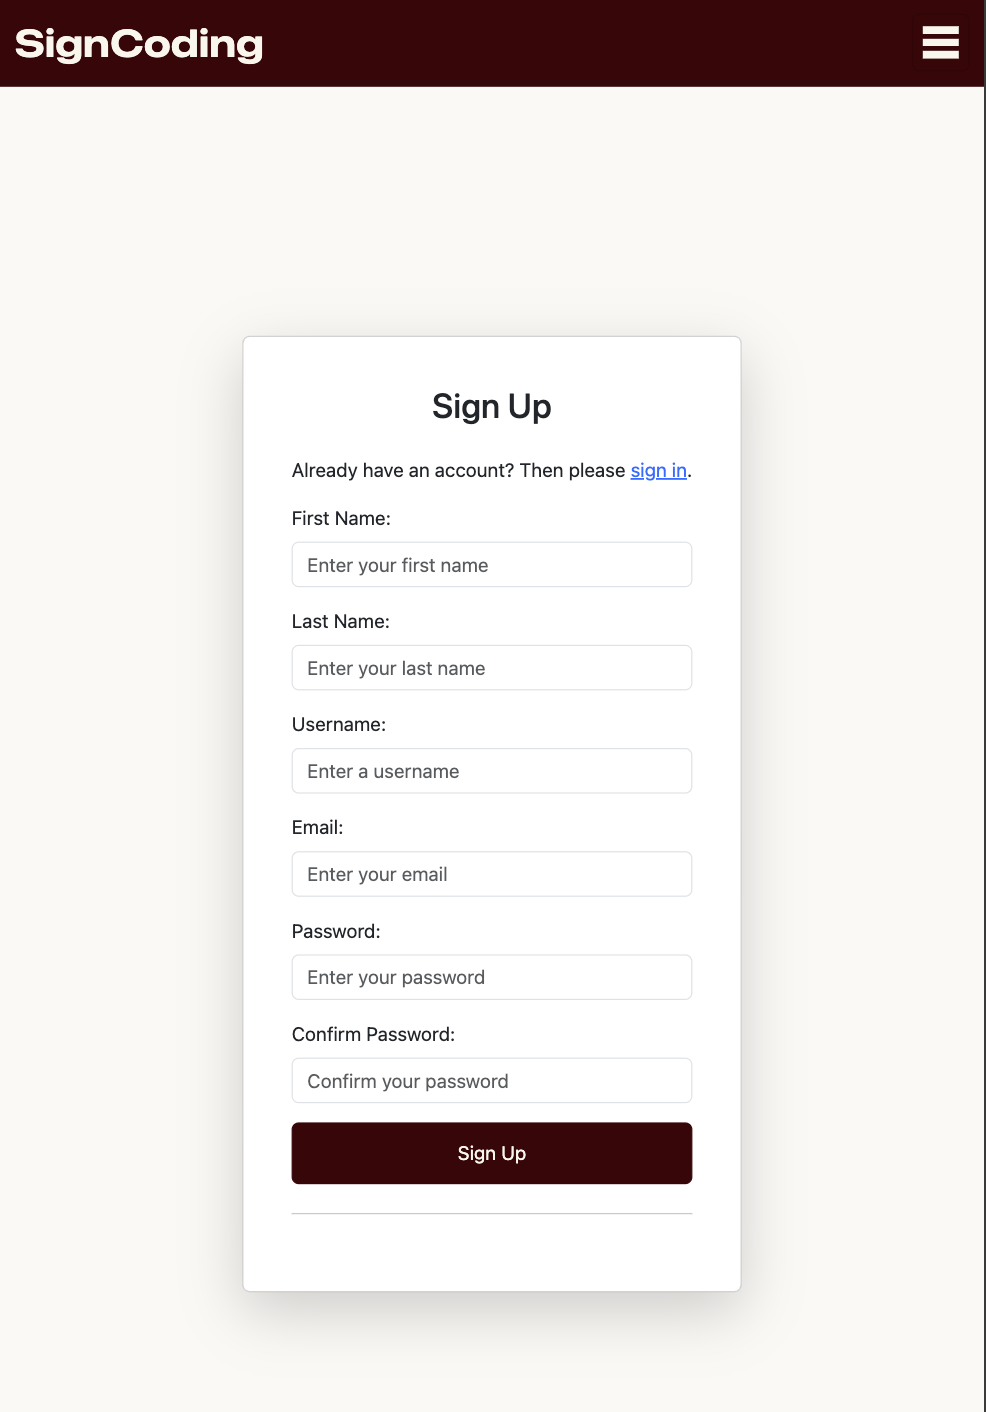 SignCoding
Sign Up
Already have an account? Then please sign in.
First Name:
Enter your first name
Last Name:
Enter your last name
Username:
Enter a username
Email:
Enter your email
Password:
Enter your password
Confirm Password:
Confirm your password
Sign Up